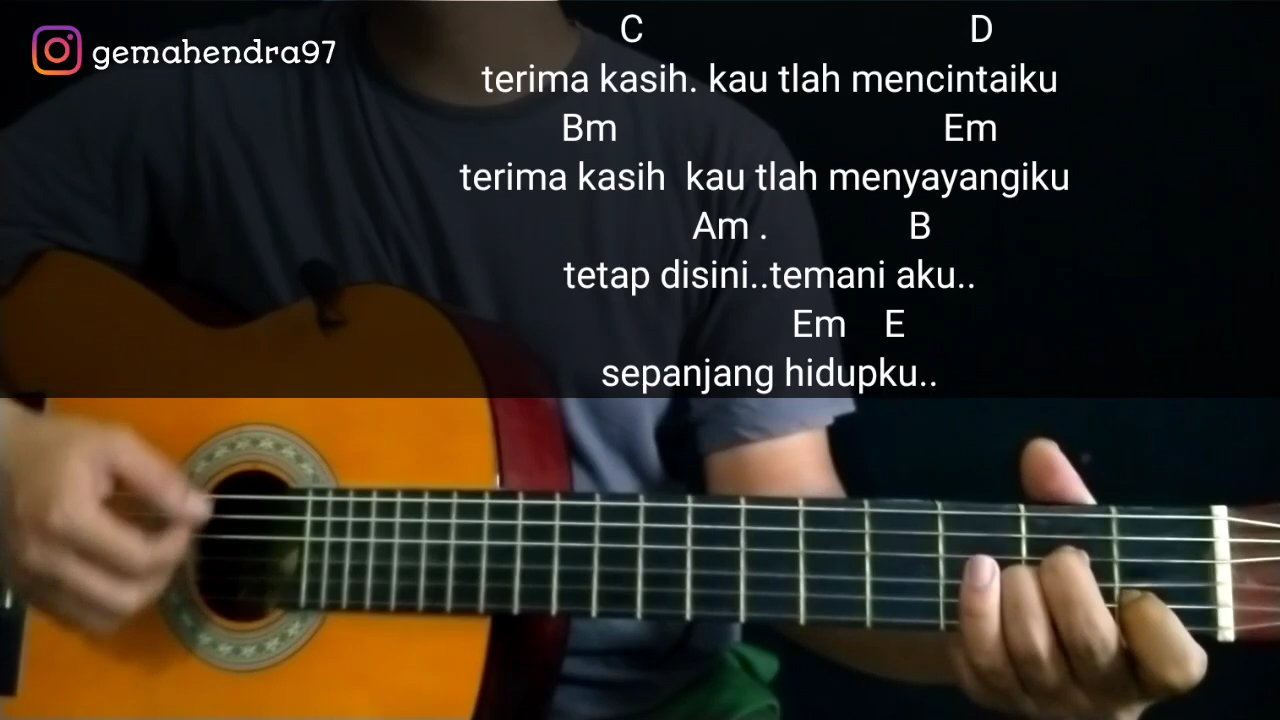 gemahendra97
C D
terima kasih. kau tlah mencintaiku
Bm Em
terima kasih  kau tlah menyayangiku
Am . B
tetap disini..temani aku..
Em E
sepanjang hidupku..